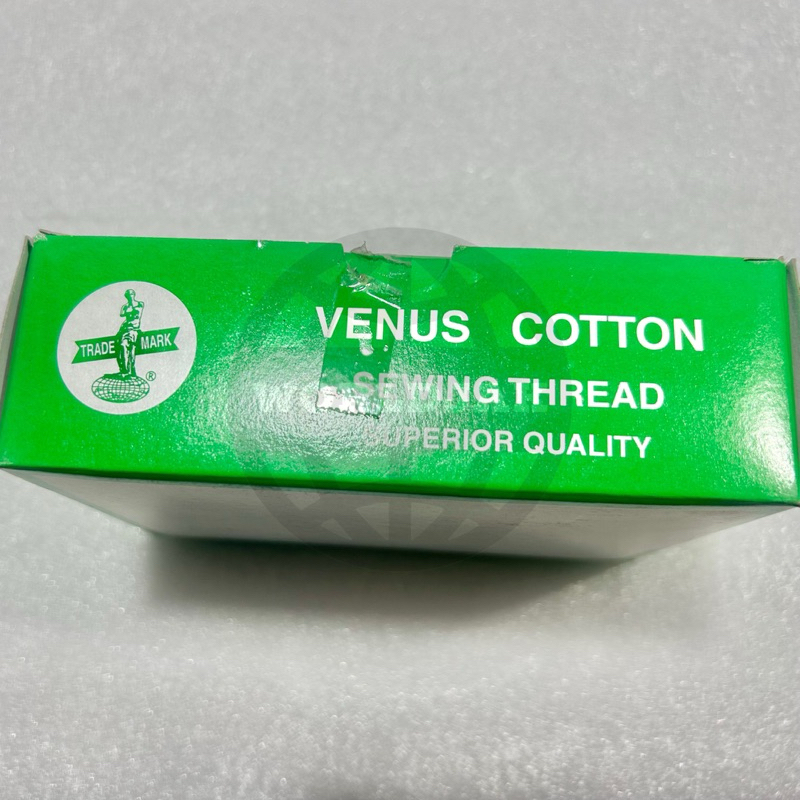 TRADE MARK
®
VENUS COTTON
SEWING THREAD
SUPERIOR QUALITY